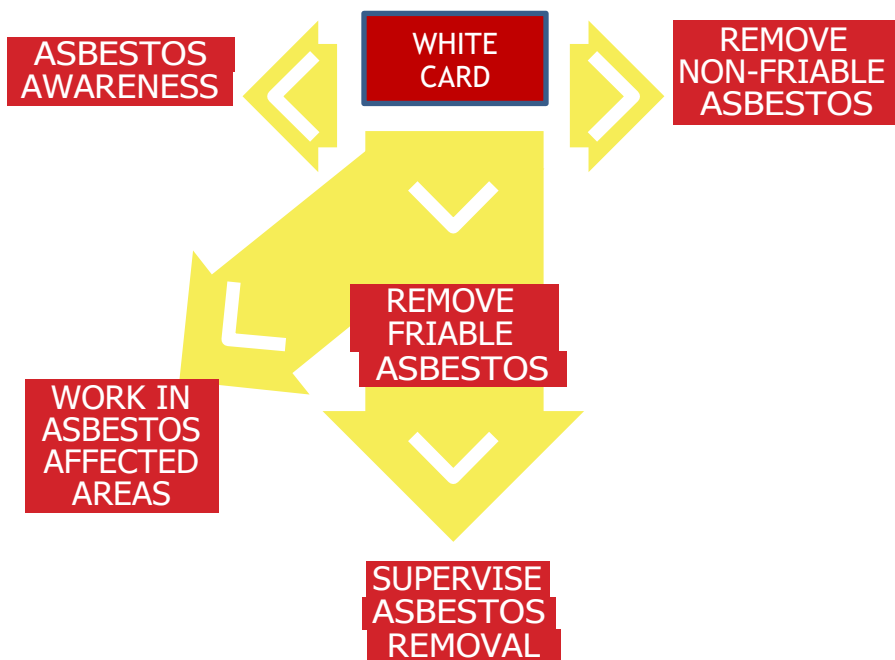 ASBESTOS
AWARENESS
WHITE
CARD
REMOVE
NON-FRIABLE
ASBESTOS
REMOVE
FRIABLE
ASBESTOS
WORK IN
ASBESTOS
AFFECTED
AREAS
SUPERVISE
ASBESTOS
REMOVAL